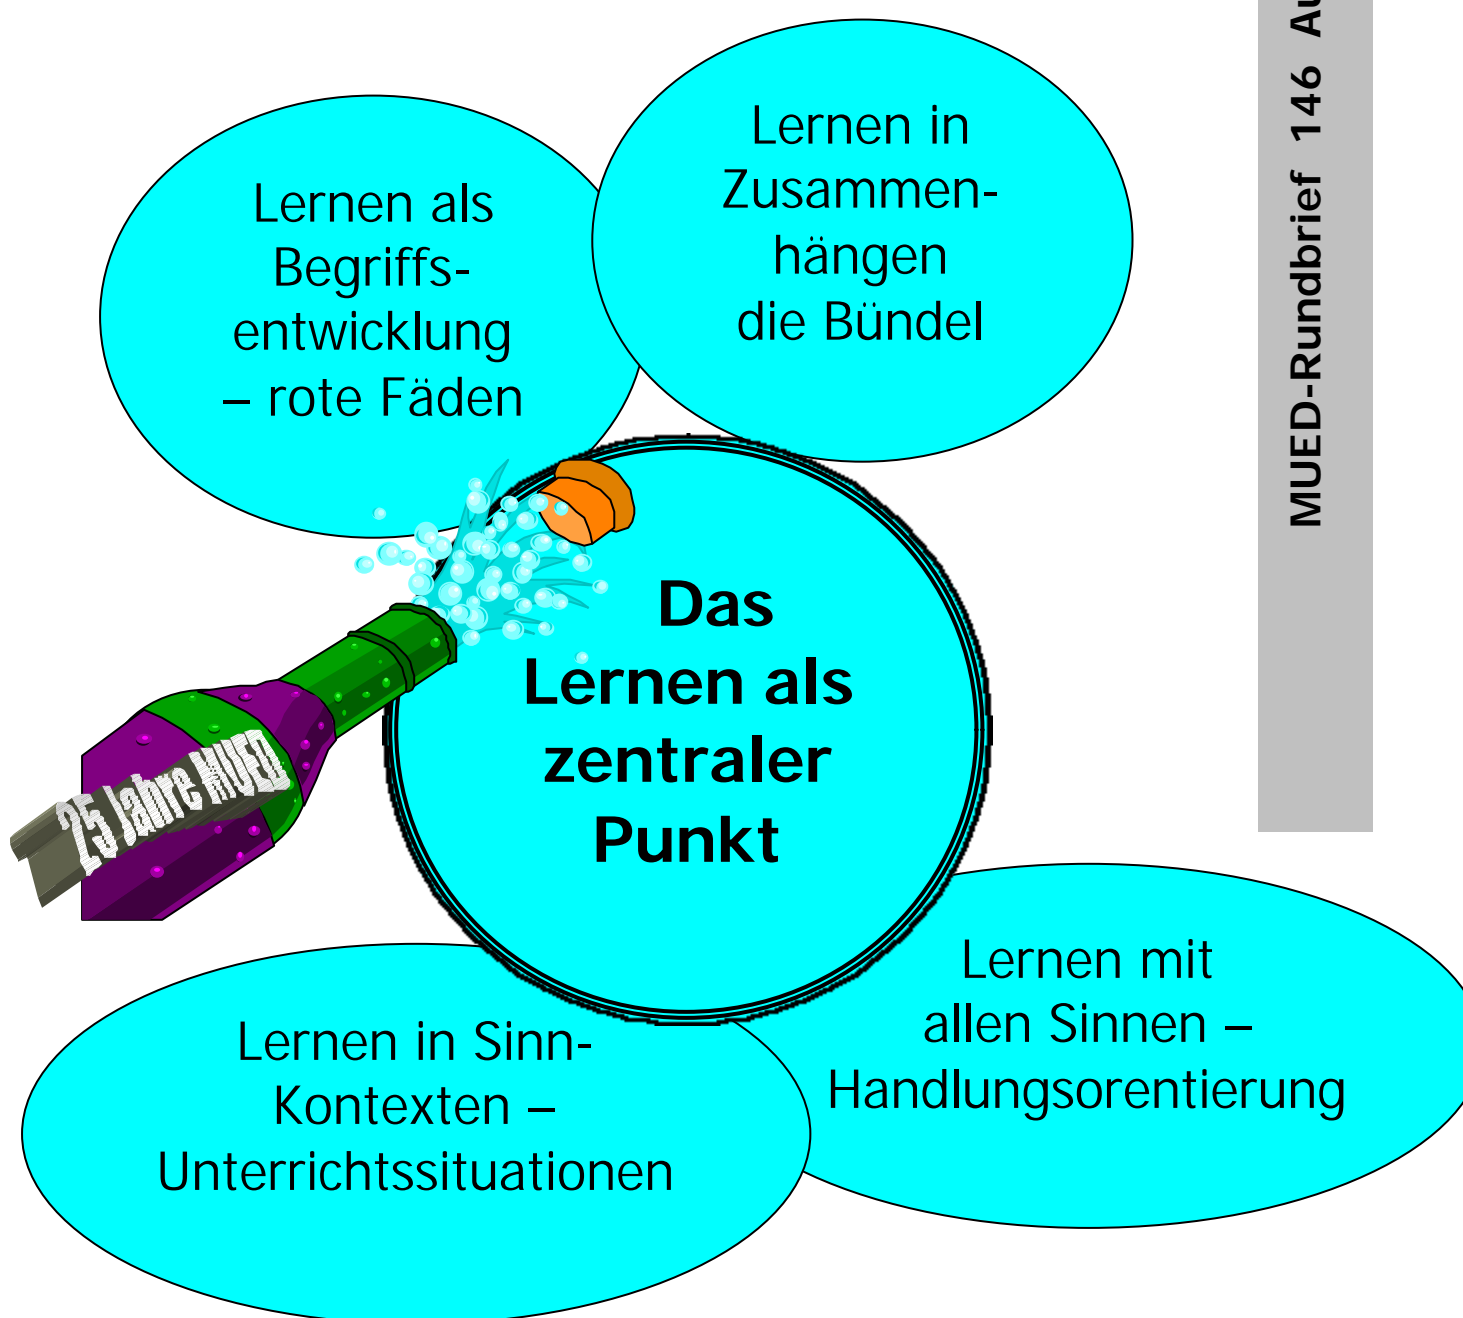 Lernen als
Begriffs-
entwicklung
– rote Fäden
Lernen in
Zusammen-
hängen
die Bündel
MUED-Rundbrief 146
Das
Lernen als
zentraler
Punkt
25 Jahre MUED
Lernen in Sinn-
Kontexten –
Unterrichtssituationen
Lernen mit
allen Sinnen –
Handlungsorentierung